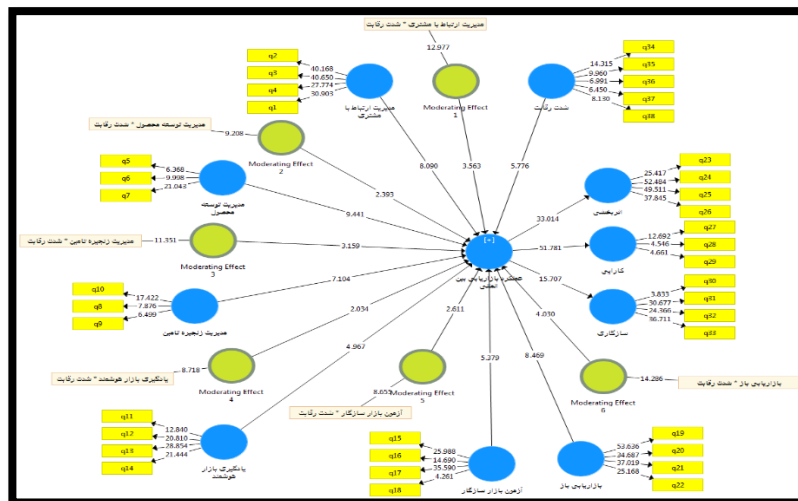 مدیریت ارتباط با مشتری * شدت رقابت
12.977
q2
q3
q4
q1
40.168
40.650
27.774
30.903
مدیریت ارتباط با
مشتری
Moderating Effect
1
شدت رقابت
14.315
9.960
6.991
6.450
8.130
q34
q35
q36
q37
q38
مدیریت توسعه محصول * شدت رقابت
9.208
Moderating Effect
2
8.090
3.563
5.776
q5
q6
q7
6.368
9.998
21.043
مدیریت توسعه
محصول
2.393
9.441
q23
q24
q25
q26
25.417
52.484
49.511
37.845
اثربخشی
33.014
مدیریت زنجیره تامین * شدت رقابت
11.351
Moderating Effect
3
2.159
[+]
عملکرد بازاریابی بین
المللی
51.781
کارایی
12.692
4.546
4.661
q27
q28
q29
q10
q8
q9
17.422
7.876
6.499
مدیریت زنجیره تامین
7.104
15.707
سازگاری
3.833
30.677
24.366
36.711
q30
q31
q32
q33
2.034
4.967
2.611
5.379
8.469
4.030
یادگیری بازار هوشمند * شدت رقابت
8.718
Moderating Effect
4
آزمون بازار سازگار * شدت رقابت
8.655
Moderating Effect
5
Moderating Effect
6
14.286
بازاریابی باز * شدت رقابت
q11
q12
q13
q14
12.840
20.810
28.854
21.444
یادگیری بازار
هوشمند
q15
q16
q17
q18
25.988
14.690
35.590
4.261
آزمون بازار سازگار
بازاریابی باز
53.636
34.687
37.019
25.168
q19
q20
q21
q22